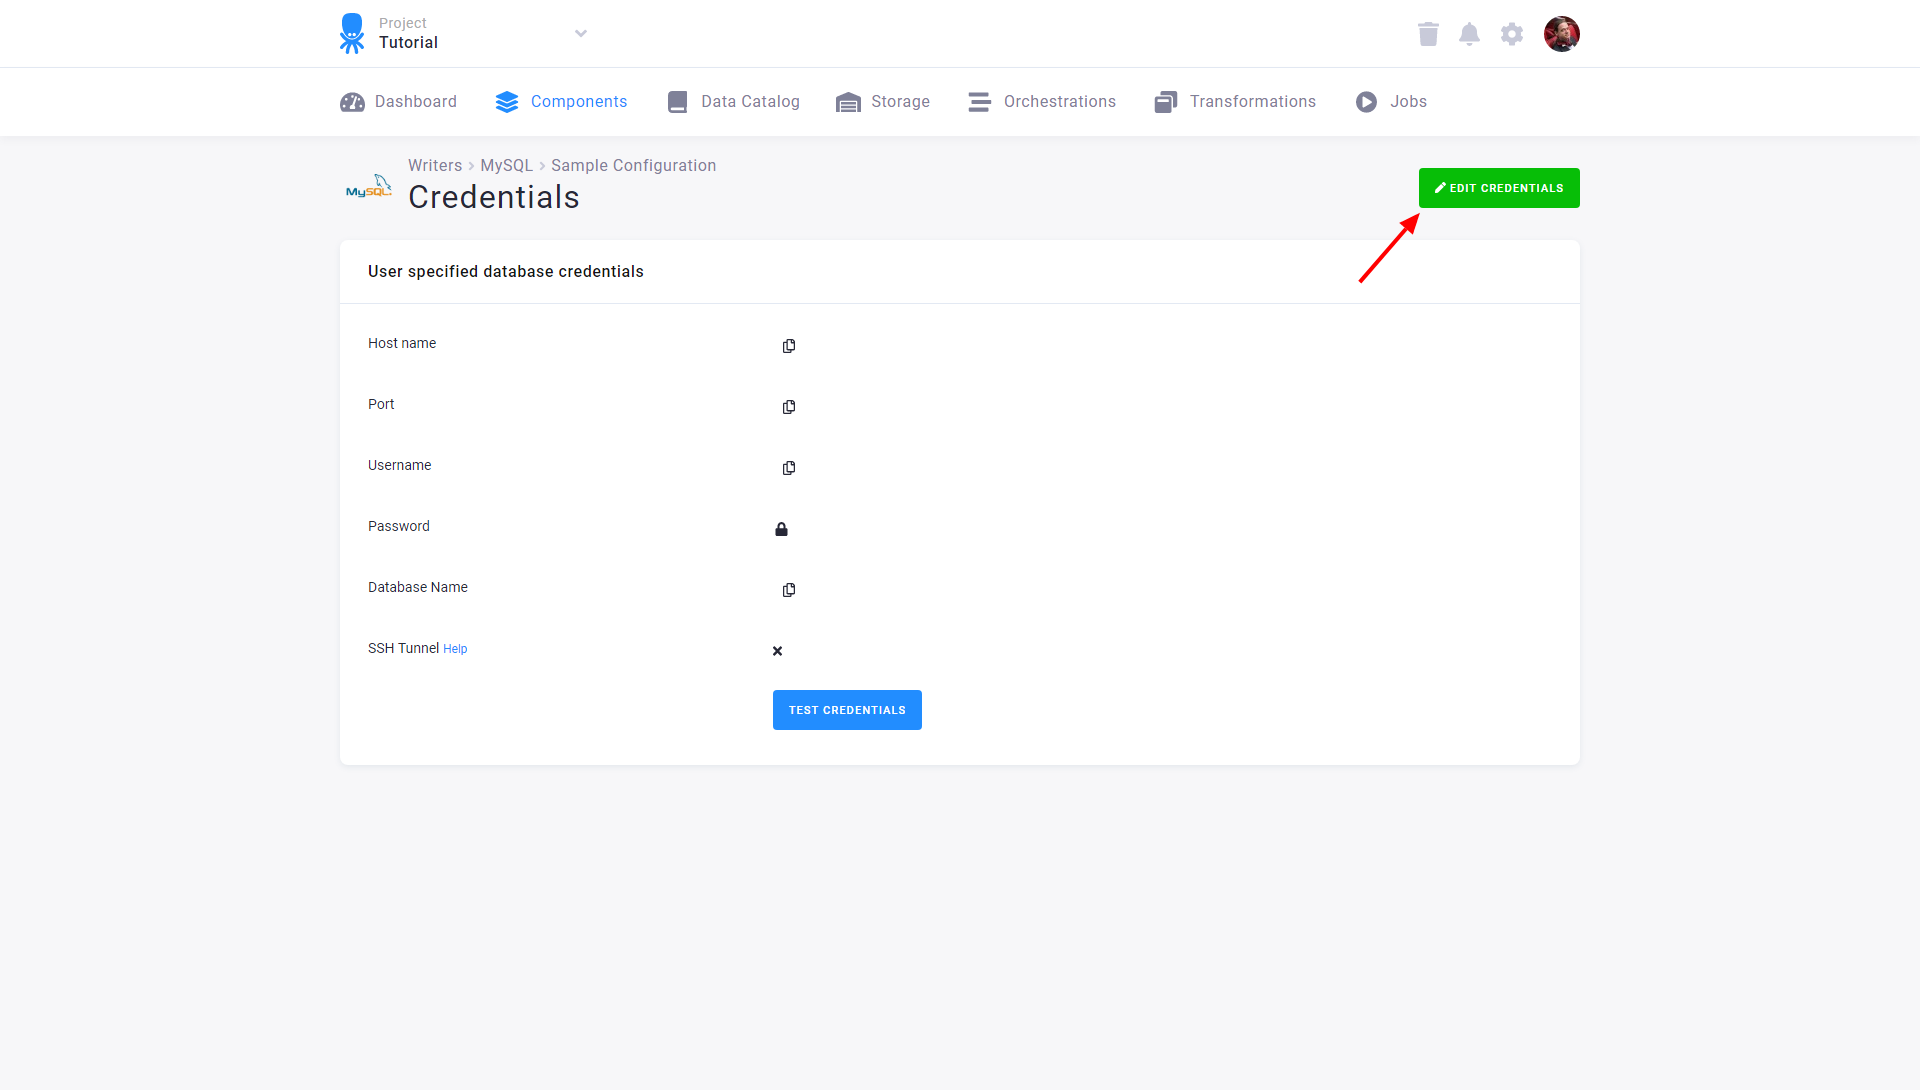 Project
Tutorial
Dashboard
Components
Data Catalog
Storage
Orchestrations
Transformations
Jobs
Writers > MySQL > Sample Configuration
MySQL
Credentials
EDIT CREDENTIALS
User specified database credentials
Host name
Port
Username
Password
Database Name
SSH Tunnel Help
TEST CREDENTIALS